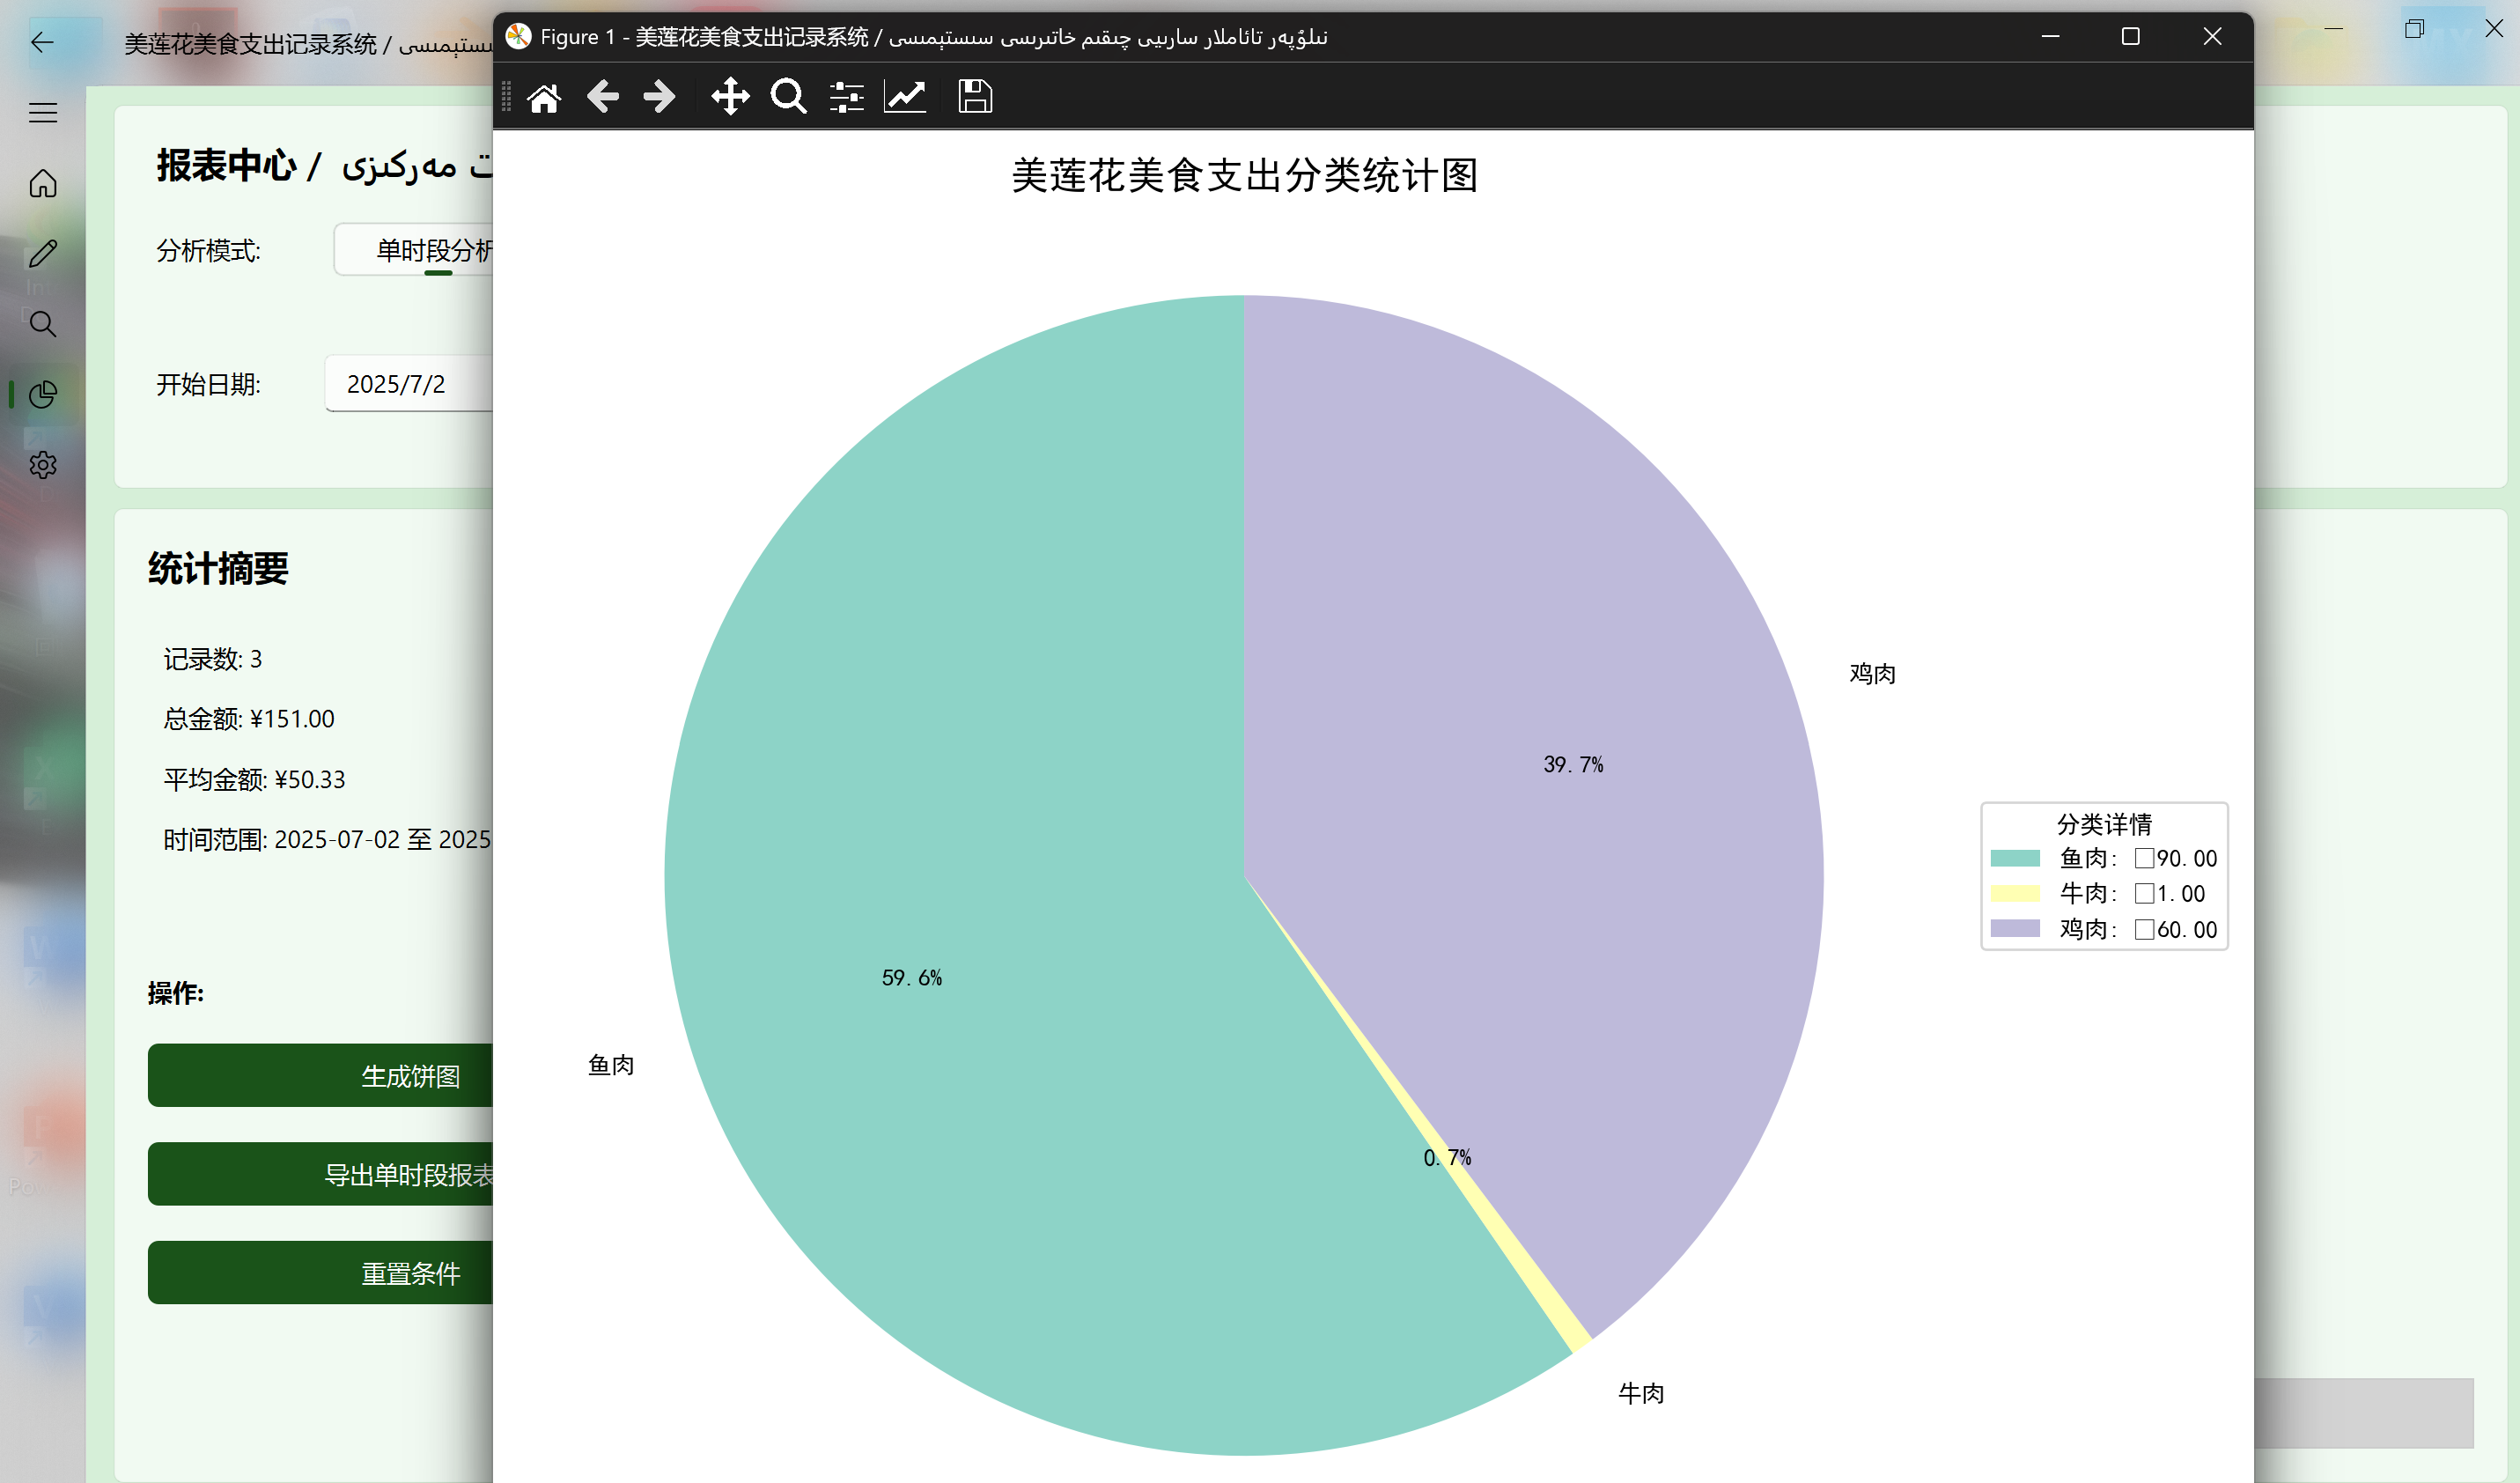 美莲花美食支出记录系统 /
Figure 1 - 美莲花美食支出记录系统 / نىلۇپەر تائاملار سارىيى چىقىم خاتىرىسى سىستېمىسى
报表中心 / ت مەركىزى
分析模式:
单时段分析
开始日期:
2025/7/2
统计摘要
记录数: 3
总金额: ¥151.00
平均金额: ¥50.33
时间范围: 2025-07-02 至 2025
操作:
生成饼图
导出单时段报表
重置条件
美莲花美食支出分类统计图
鸡肉
39.7%
59.6%
鱼肉
0.7%
牛肉
分类详情
鱼肉: □90.00
牛肉: □1.00
鸡肉: □60.00